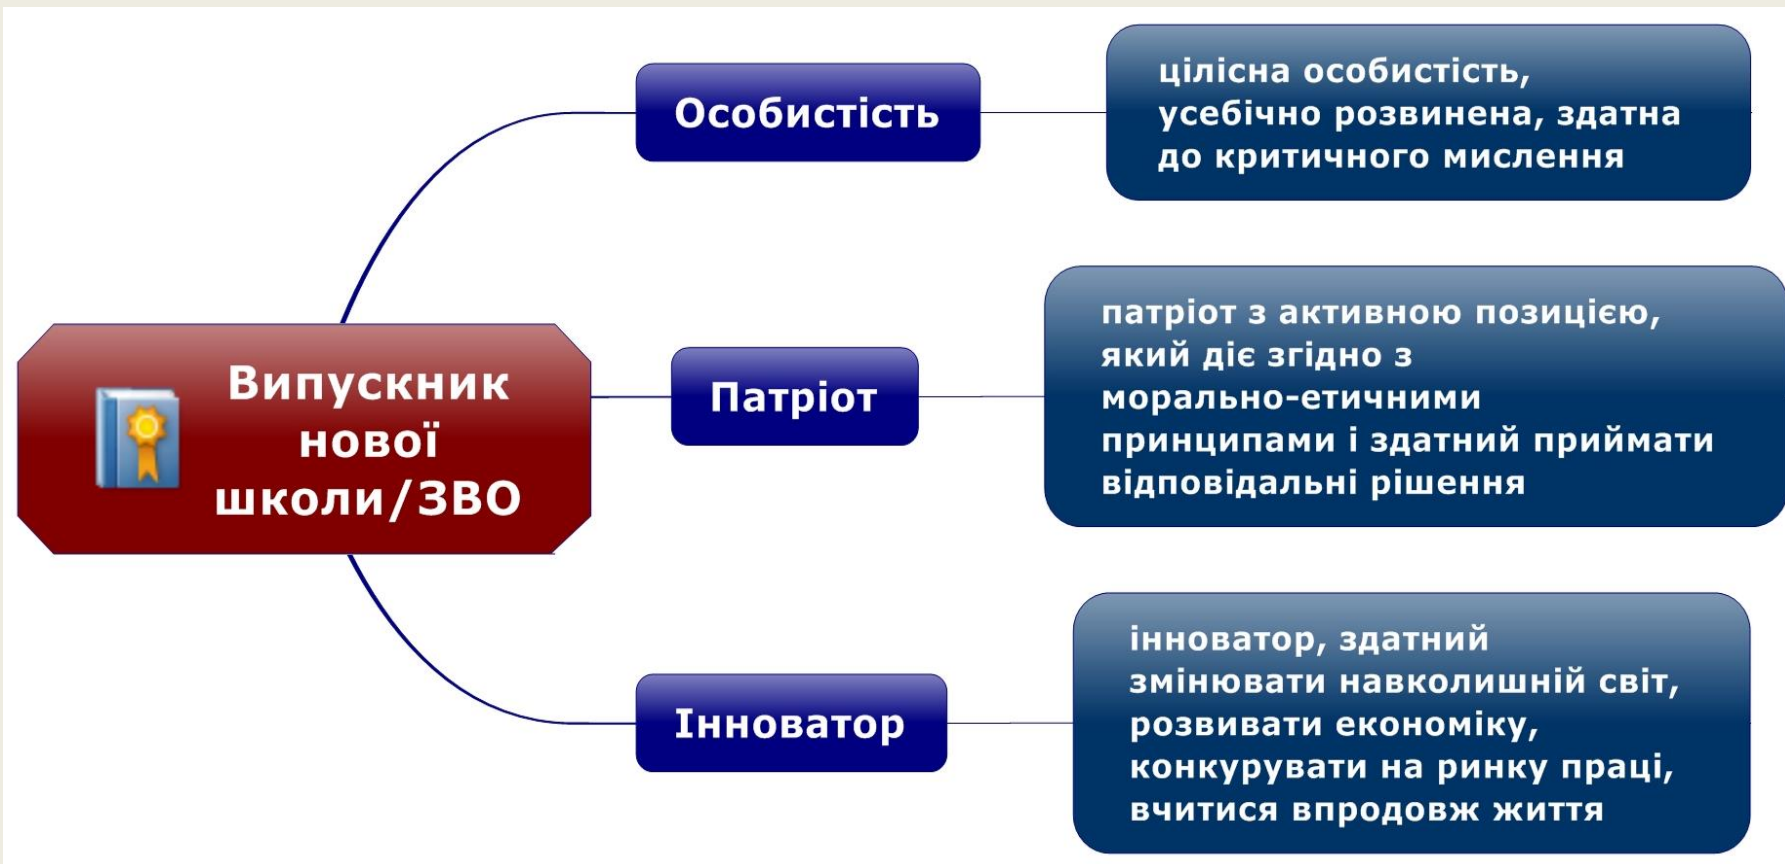 Випускник
нової
школи/ЗВО
Особистість
цілісна особистість,
усебічно розвинена, здатна
до критичного мислення
Патріот
патріот з активною позицією,
який діє згідно з
морально-етичними
принципами і здатний приймати
відповідальні рішення
Інноватор
інноватор, здатний
змінювати навколишній світ,
розвивати економіку,
конкурувати на ринку праці,
вчитися впродовж життя